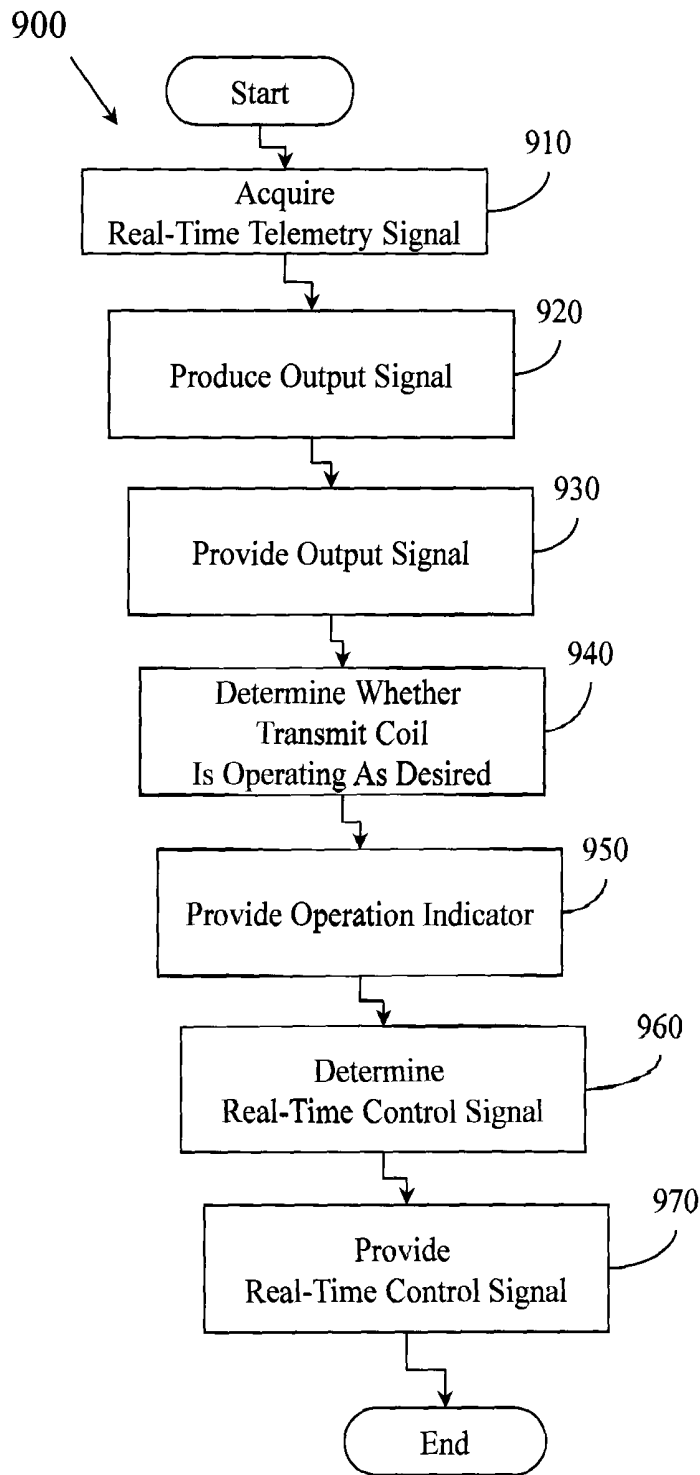 900
Start
910
Acquire
Real-Time Telemetry Signal
920
Produce Output Signal
930
Provide Output Signal
940
Determine Whether
Transmit Coil
Is Operating As Desired
950
Provide Operation Indicator
960
Determine
Real-Time Control Signal
970
Provide
Real-Time Control Signal
End